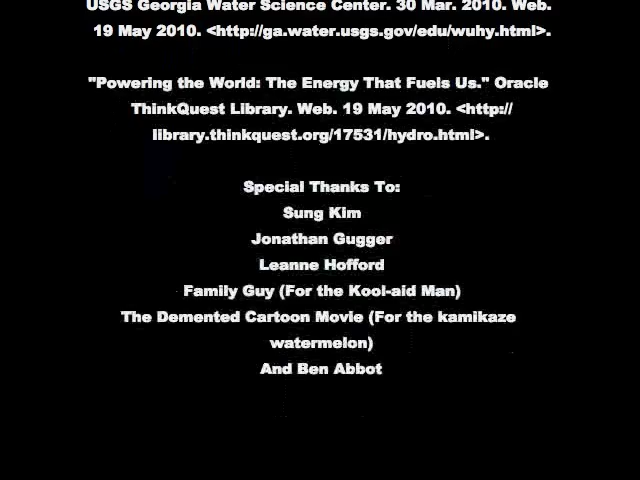 USGS Georgia Water Science Center. 30 Mar. 2010. Web.
19 May 2010. <http://ga.water.usgs.gov/edu/wuhy.html>.
"Powering the World: The Energy That Fuels Us." Oracle
ThinkQuest Library. Web. 19 May 2010. <http://
library.thinkquest.org/17531/hydro.html>.
Special Thanks To:
Sung Kim
Jonathan Gugger
Leanne Hofford
Family Guy (For the Kool-aid Man)
The Demented Cartoon Movie (For the kamikaze
watermelon)
And Ben Abbot